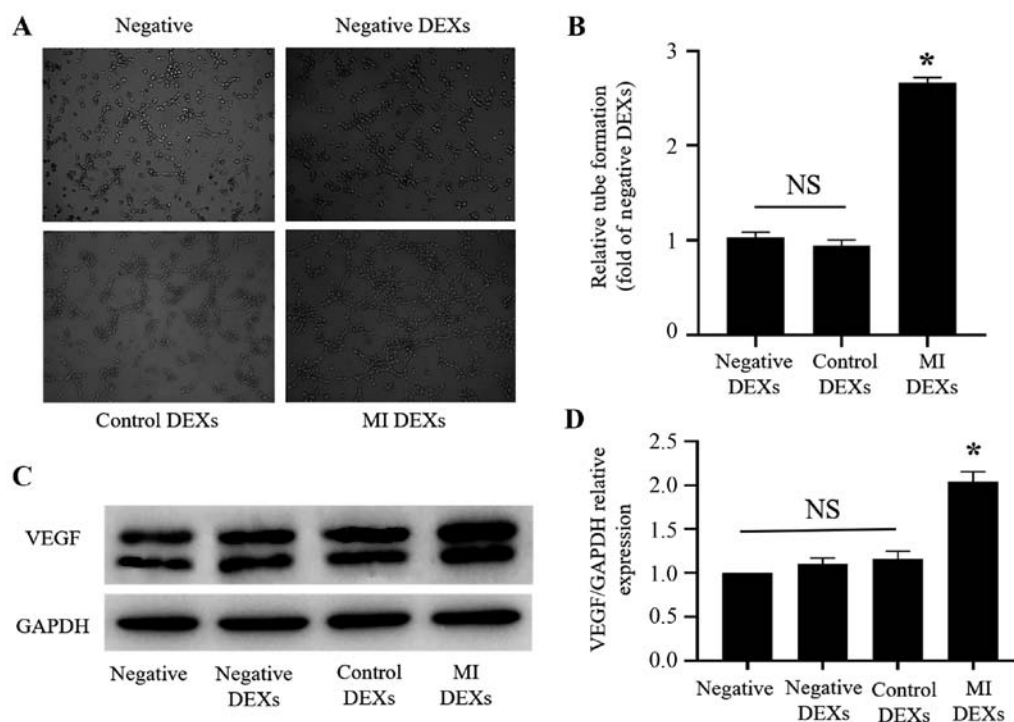 A
Negative
Negative DEXs
Control DEXs
MI DEXs
B
Relative tube formation
(fold of negative DEXs)
3
2
1
0
NS
*
Negative
DEXs
Control
DEXs
MI
DEXs
C
VEGF
GAPDH
Negative
Negative
DEXs
Control
DEXs
MI
DEXs
D
VEGF/GAPDH relative
expression
2.5
2.0
1.5
1.0
0.5
0.0
NS
*
Negative
Negative
DEXs
Control
DEXs
MI
DEXs